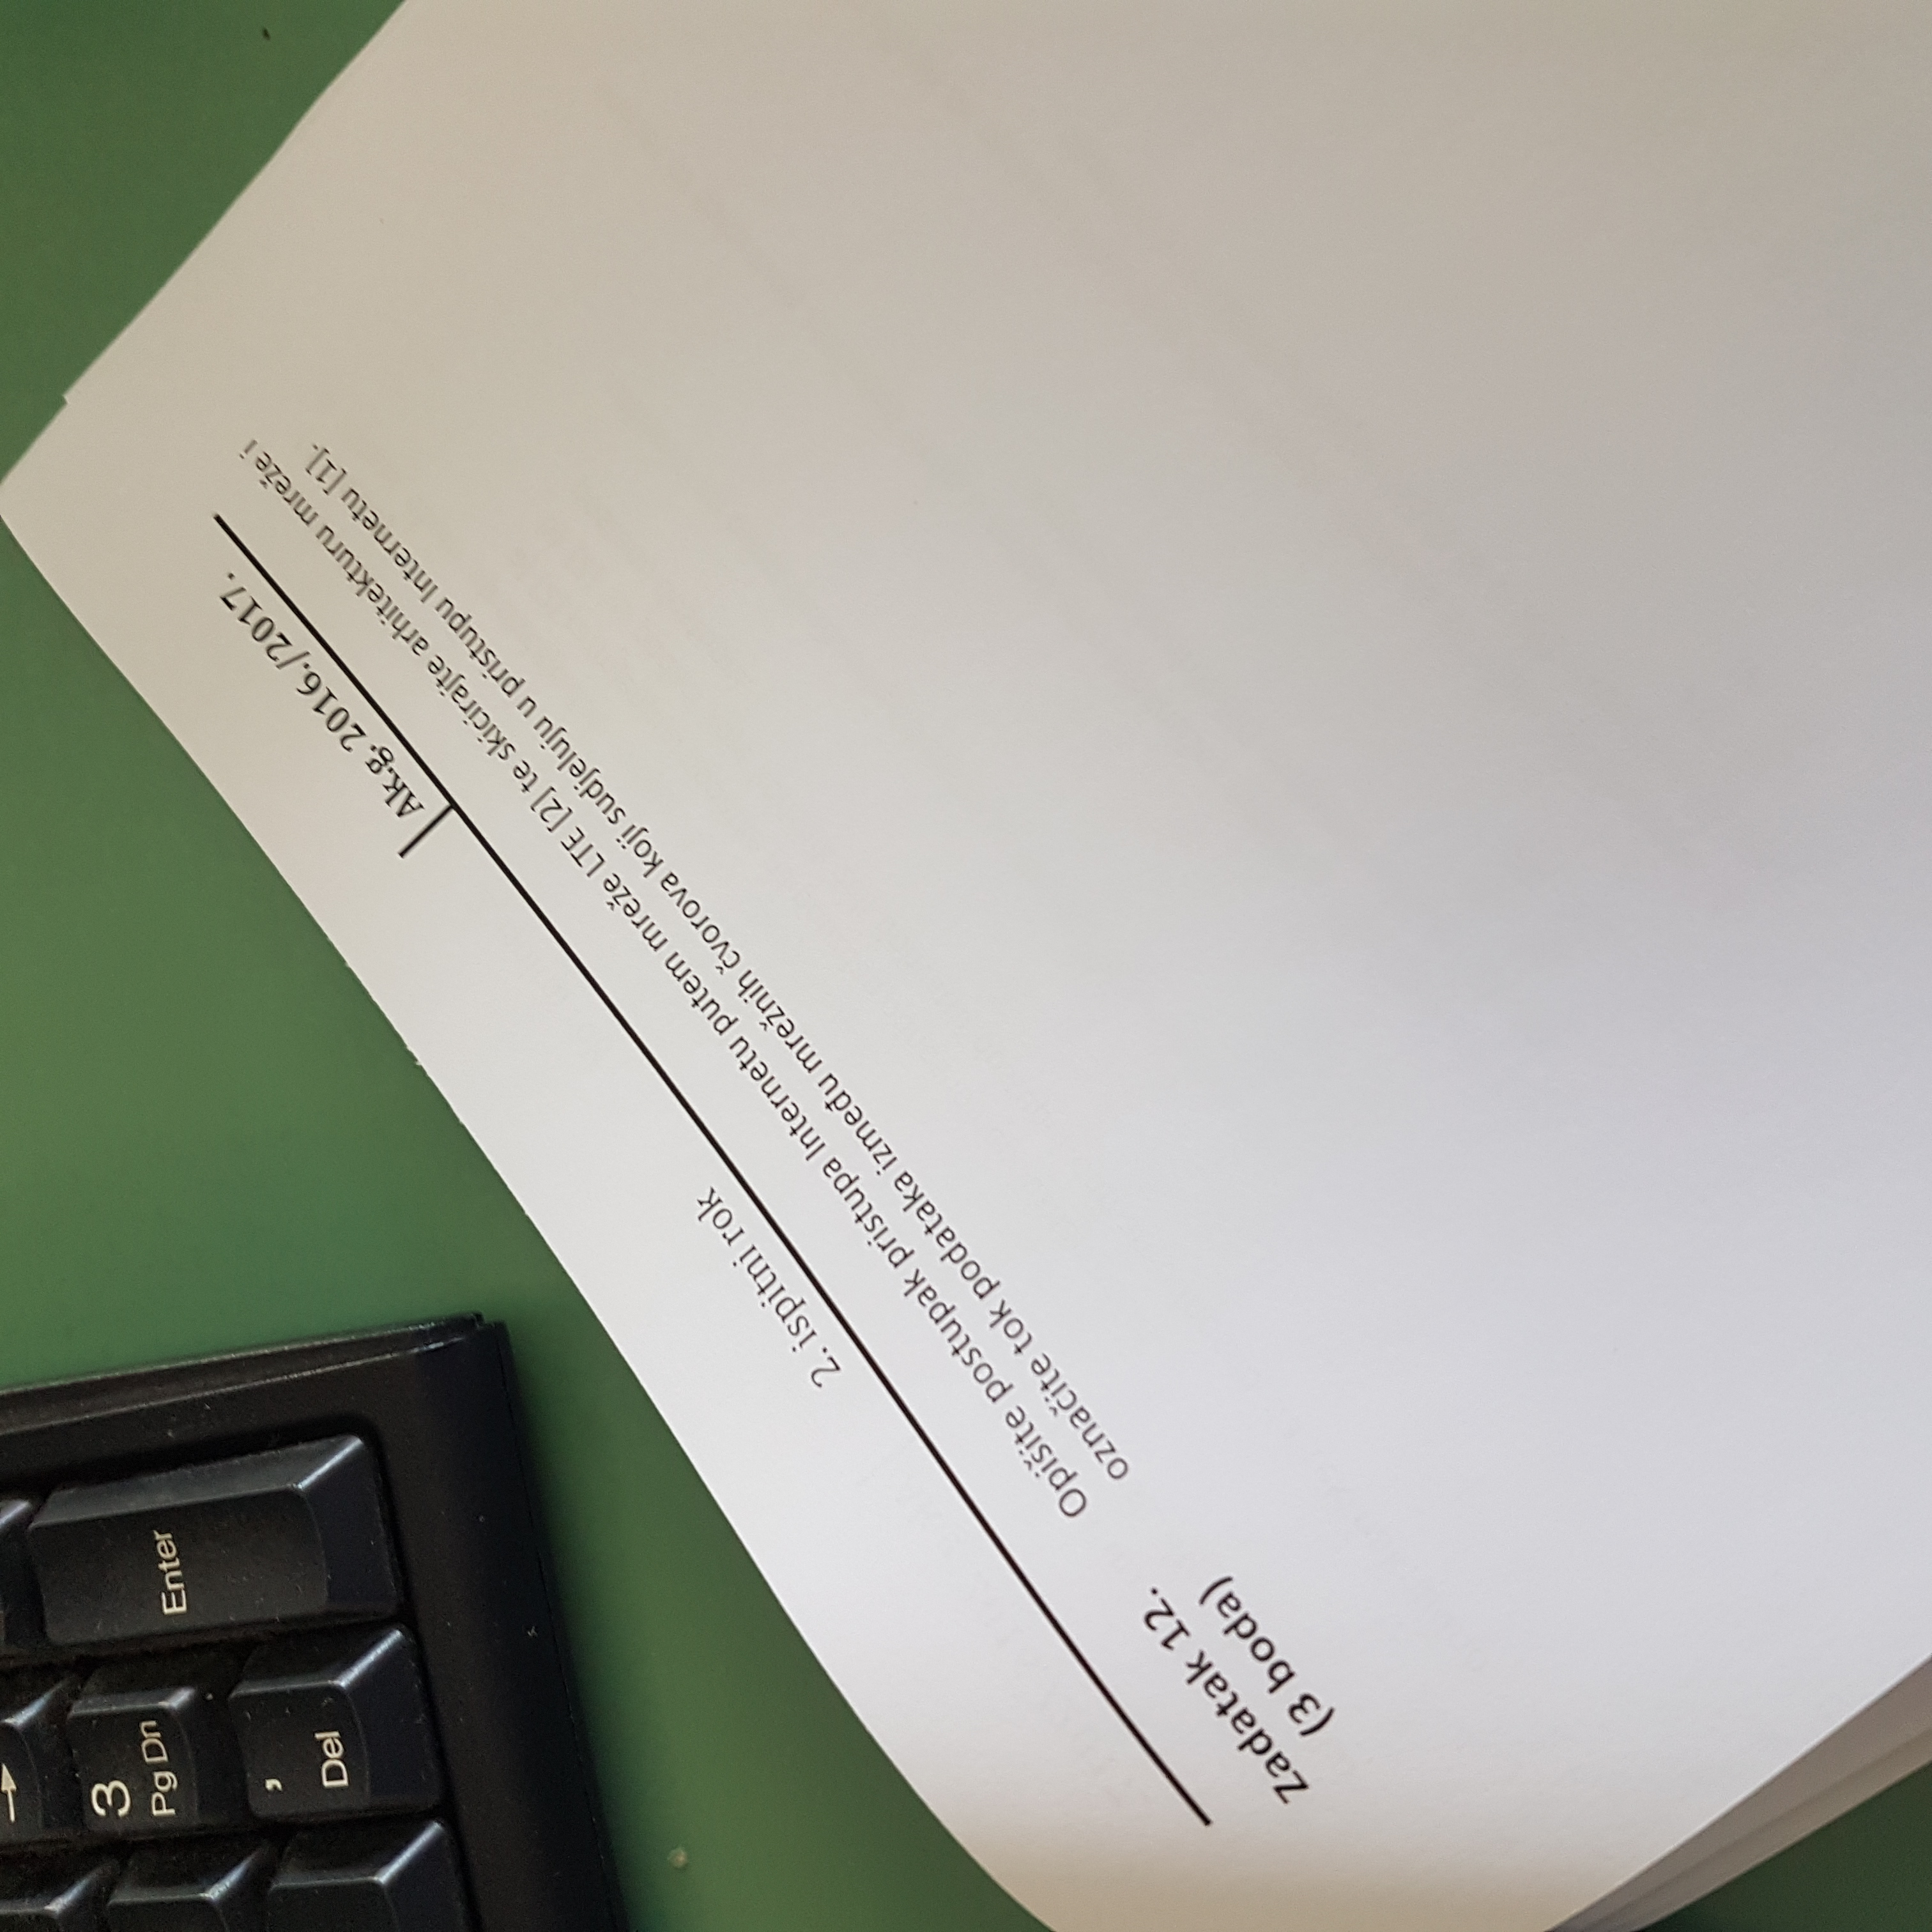 →
3
Pg Dn
Enter
,
Del
2. ispitni rok
Ak.g. 2016./2017.
Zadatak 12.
(3 boda)
Opišite postupak pristupa Internetu putem mreže LTE [2] te skicirajte arhitekturu mreže i
označite tok podataka između mrežnih čvorova koji sudjeluju u pristupu Internetu [1].